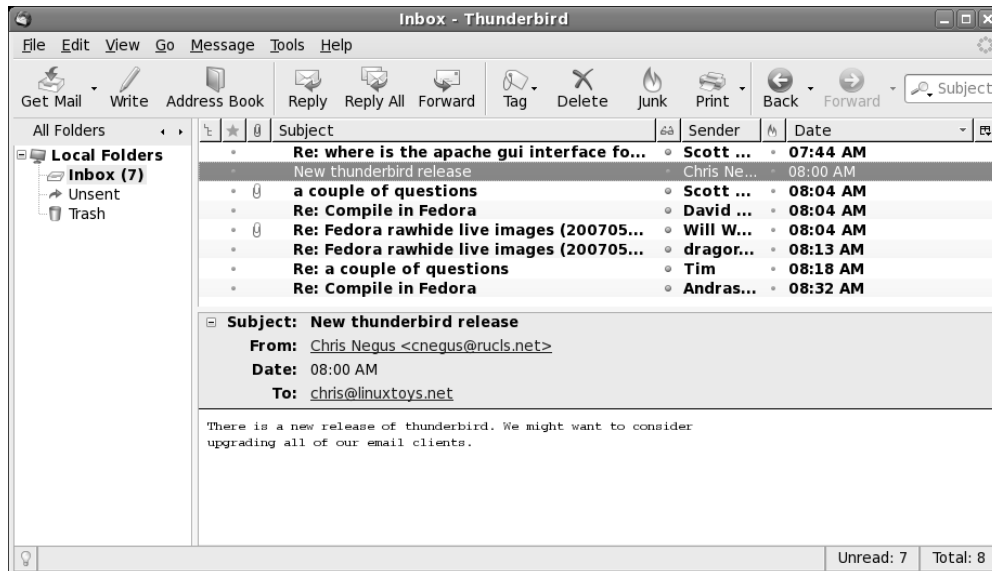 Inbox - Thunderbird
File Edit View Go Message Tools Help
Get Mail Write Address Book Reply Reply All Forward Tag Delete Junk Print Back Forward Subject
All Folders Subject Sender Date
Local Folders
Inbox (7)
Unsent
Trash
Re: where is the apache gui interface fo... Scott ... 07:44 AM
New thunderbird release Chris Ne... 08:00 AM
a couple of questions Scott ... 08:04 AM
Re: Compile in Fedora David ... 08:04 AM
Re: Fedora rawhide live images (200705... Will W... 08:04 AM
Re: Fedora rawhide live images (200705... dragor... 08:13 AM
Re: a couple of questions Tim 08:18 AM
Re: Compile in Fedora Andras... 08:32 AM
Subject: New thunderbird release
From: Chris Negus <cnegus@rucls.net>
Date: 08:00 AM
To: chris@linuxtoys.net
There is a new release of thunderbird. We might want to consider
upgrading all of our email clients.
Unread: 7 Total: 8